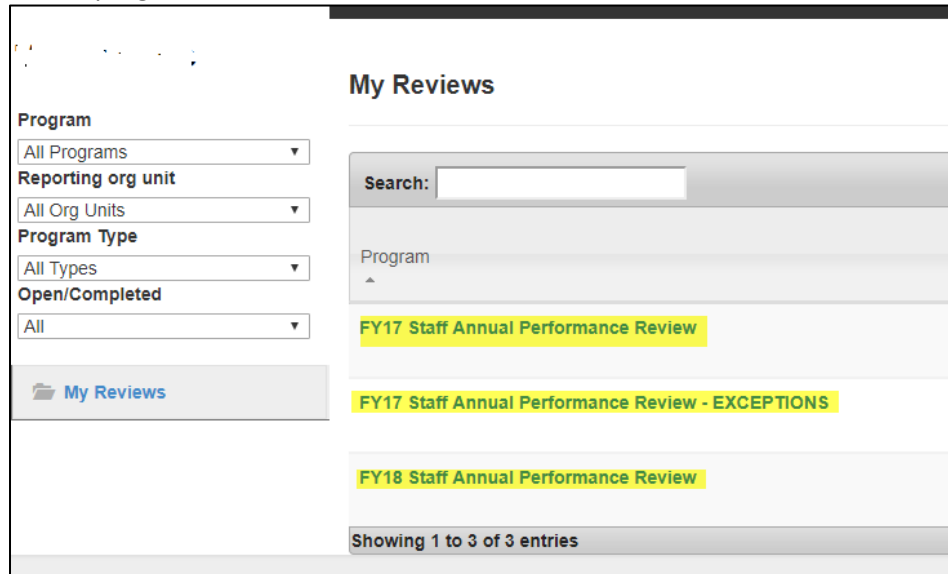 My Reviews
Program
All Programs
Reporting org unit
All Org Units
Program Type
All Types
Open/Completed
All
My Reviews
Search:
Program
FY17 Staff Annual Performance Review
FY17 Staff Annual Performance Review - EXCEPTIONS
FY18 Staff Annual Performance Review
Showing 1 to 3 of 3 entries